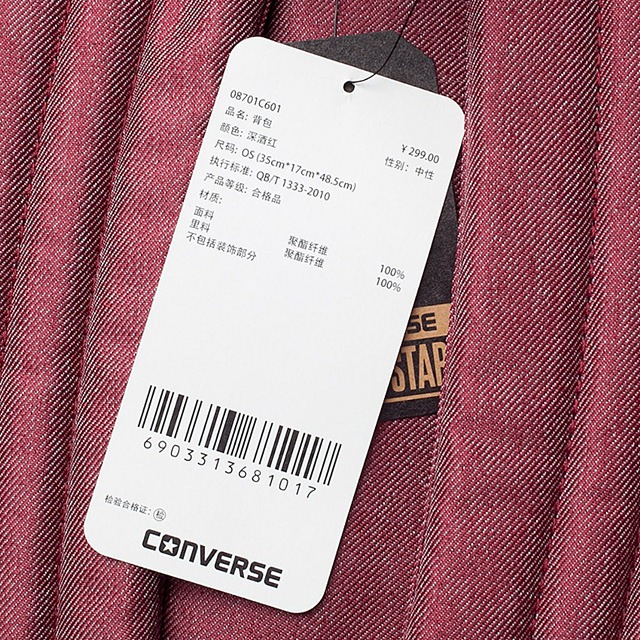 08701C601
品名: 背包
¥ 299.00
颜色: 深酒红
性别: 中性
尺码: OS (35cm*17cm*48.5cm)
执行标准: QB/T 1333-2010
产品等级: 合格品
材质:
面料 聚酯纤维 100%
里料 聚酯纤维 100%
不包括装饰部分
SE
STAR
6903313681017
检验合格证: 检
CONVERSE